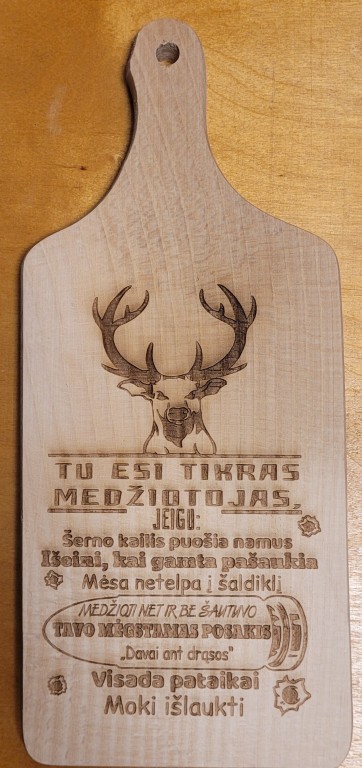 TU ESI TIKRAS
MEDŽIOTOJAS,
JEIGU:
Šerno kailis puošia namus
Išeini, kai gamta pašaukia
Mėsa netelpa į šaldiklį
MEDŽIOTI NET IR BE ŠAUTUVO
TAVO MĖGSTAMAS POSAKIS
„Davai ant drąsos"
Visada pataikai
Moki išlaukti